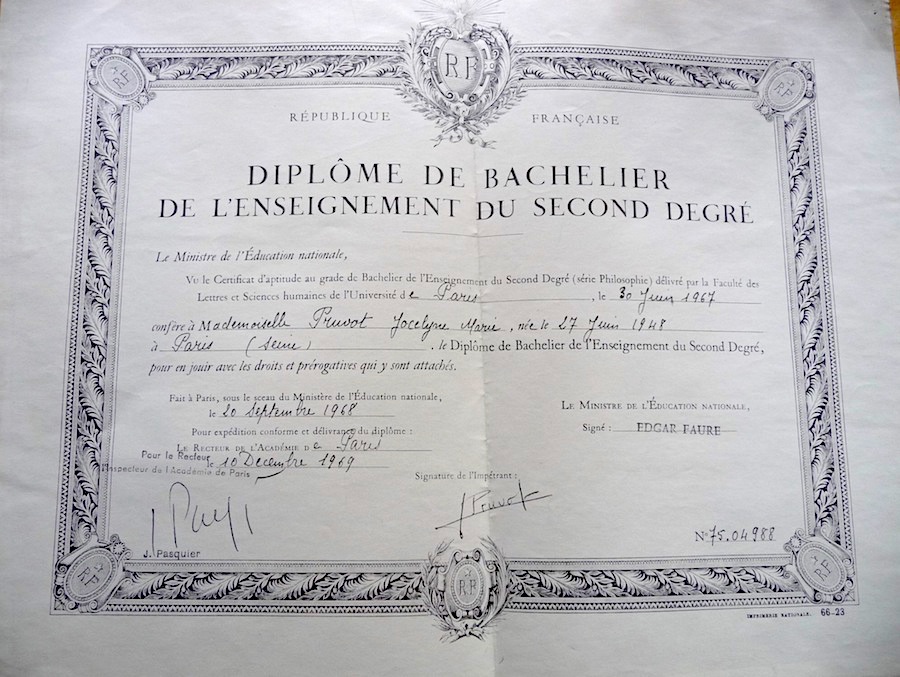 RF
RÉPUBLIQUE FRANÇAISE
DIPLÔME DE BACHELIER
DE L'ENSEIGNEMENT DU SECOND DEGRÉ
Le Ministre de l'Éducation nationale,
Vu le Certificat d'aptitude au grade de Bachelier de l'Enseignement du Second Degré (série Philosophie) délivré par la Faculté des
Lettres et Sciences humaines de l'Université de Paris, le 30 Juin 1967
confère à Mademoiselle Pruvot Jocelyne Marie, née le 27 Juin 1948
à Paris (Seine), le Diplôme de Bachelier de l'Enseignement du Second Degré,
pour en jouir avec les droits et prérogatives qui y sont attachés.
Fait à Paris, sous le sceau du Ministère de l'Éducation nationale,
le 20 Septembre 1968
Le Ministre de l'Éducation nationale,
Signé : EDGAR FAURE
Pour expédition conforme et délivrance du diplôme :
Le Recteur de l'Académie de Paris
Pour le Recteur
le 10 Décembre 1969
l'Inspecteur de l'Académie de Paris
Signature de l'Impétrant :
Pruvot
J. Pasquier
N° 75.04988
RF
RF
RF
IMPRIMERIE NATIONALE. 66-23